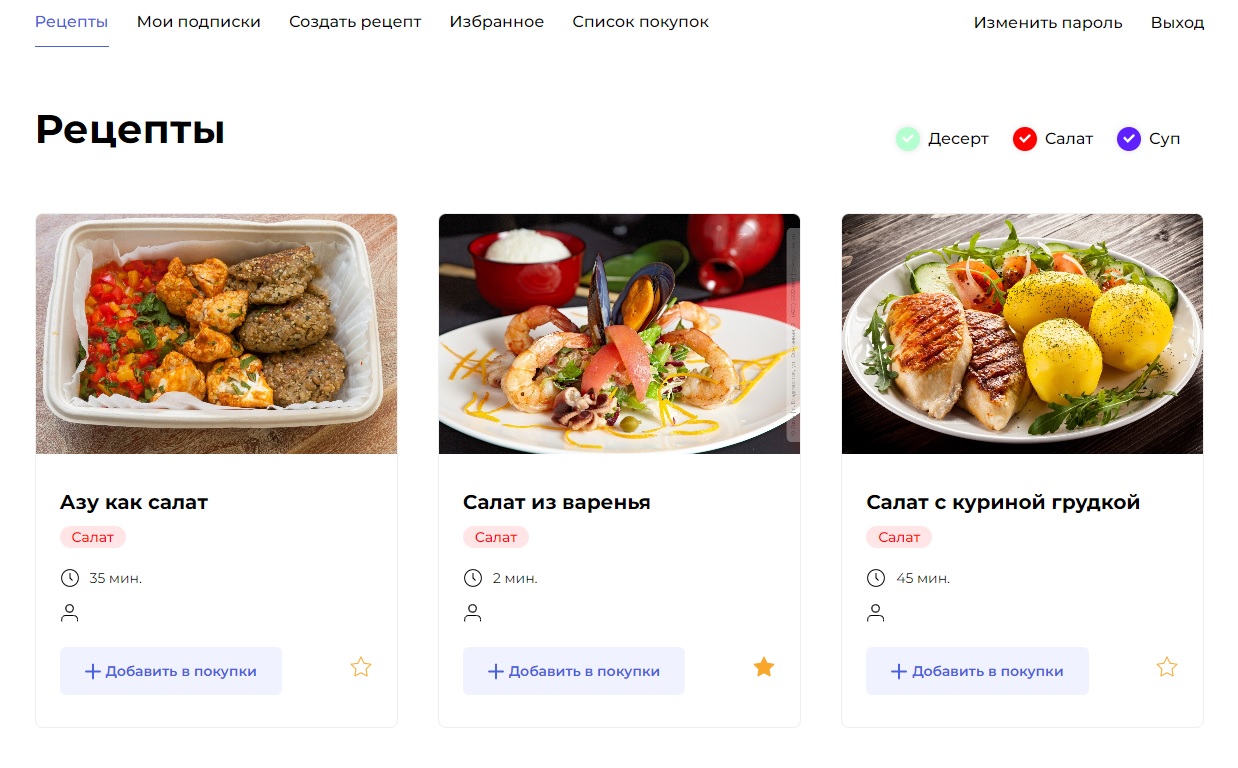 Рецепты Мои подписки Создать рецепт Избранное Список покупок Изменить пароль Выход
Рецепты
Десерт Салат Суп
Азу как салат
Салат
35 мин.
Добавить в покупки
Салат из варенья
Салат
2 мин.
Добавить в покупки
Салат с куриной грудкой
Салат
45 мин.
Добавить в покупки